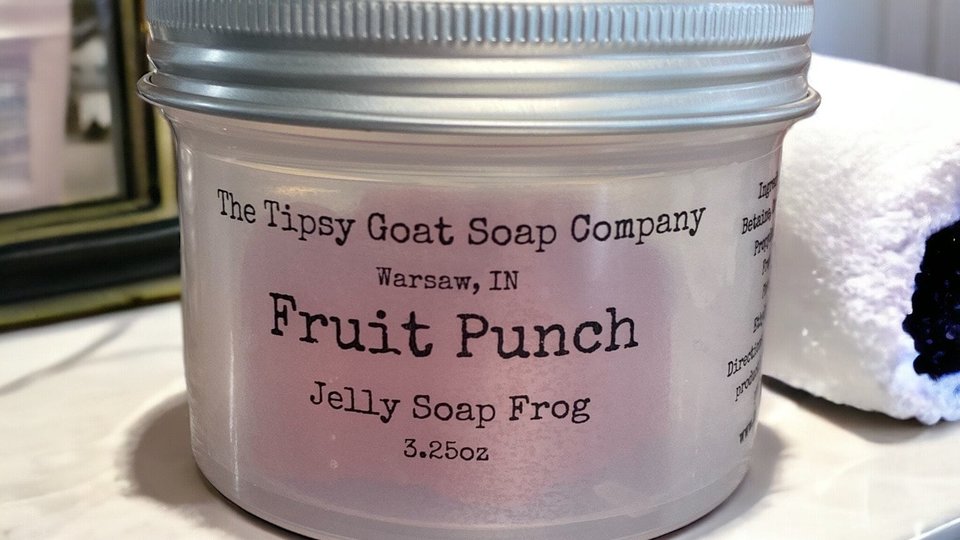 The Tipsy Goat Soap Company
Warsaw, IN
Fruit Punch
Jelly Soap Frog
3.25oz